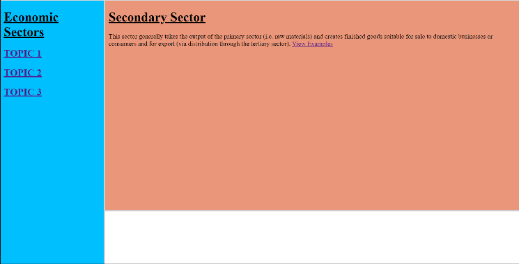 Economic
Sectors
TOPIC 1
TOPIC 2
TOPIC 3
Secondary Sector
This sector generally takes the output of the primary sector (i.e. raw materials) and creates finished goods suitable for sale to domestic businesses or
consumers and for export (via distribution through the tertiary sector). View Examples